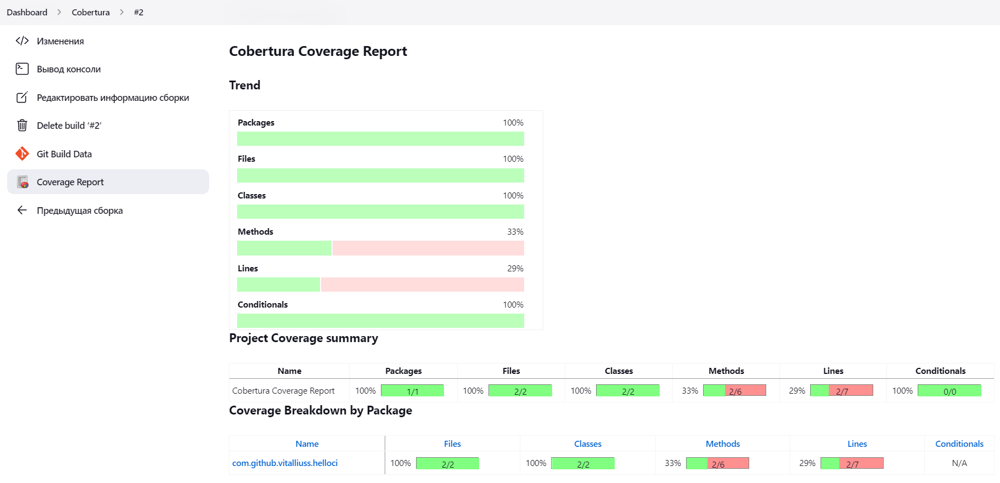 Dashboard > Cobertura > #2
Изменения
Вывод консоли
Редактировать информацию сборки
Delete build ‘#2’
Git Build Data
Coverage Report
Предыдущая сборка
Cobertura Coverage Report
Trend
Packages 100%
Files 100%
Classes 100%
Methods 33%
Lines 29%
Conditionals 100%
Project Coverage summary
Name Packages Files Classes Methods Lines Conditionals
Cobertura Coverage Report 100% 1/1 100% 2/2 100% 2/2 33% 2/6 29% 2/7 100% 0/0
Coverage Breakdown by Package
Name Files Classes Methods Lines Conditionals
com.github.vitalliuss.helloci 100% 2/2 100% 2/2 33% 2/6 29% 2/7 N/A